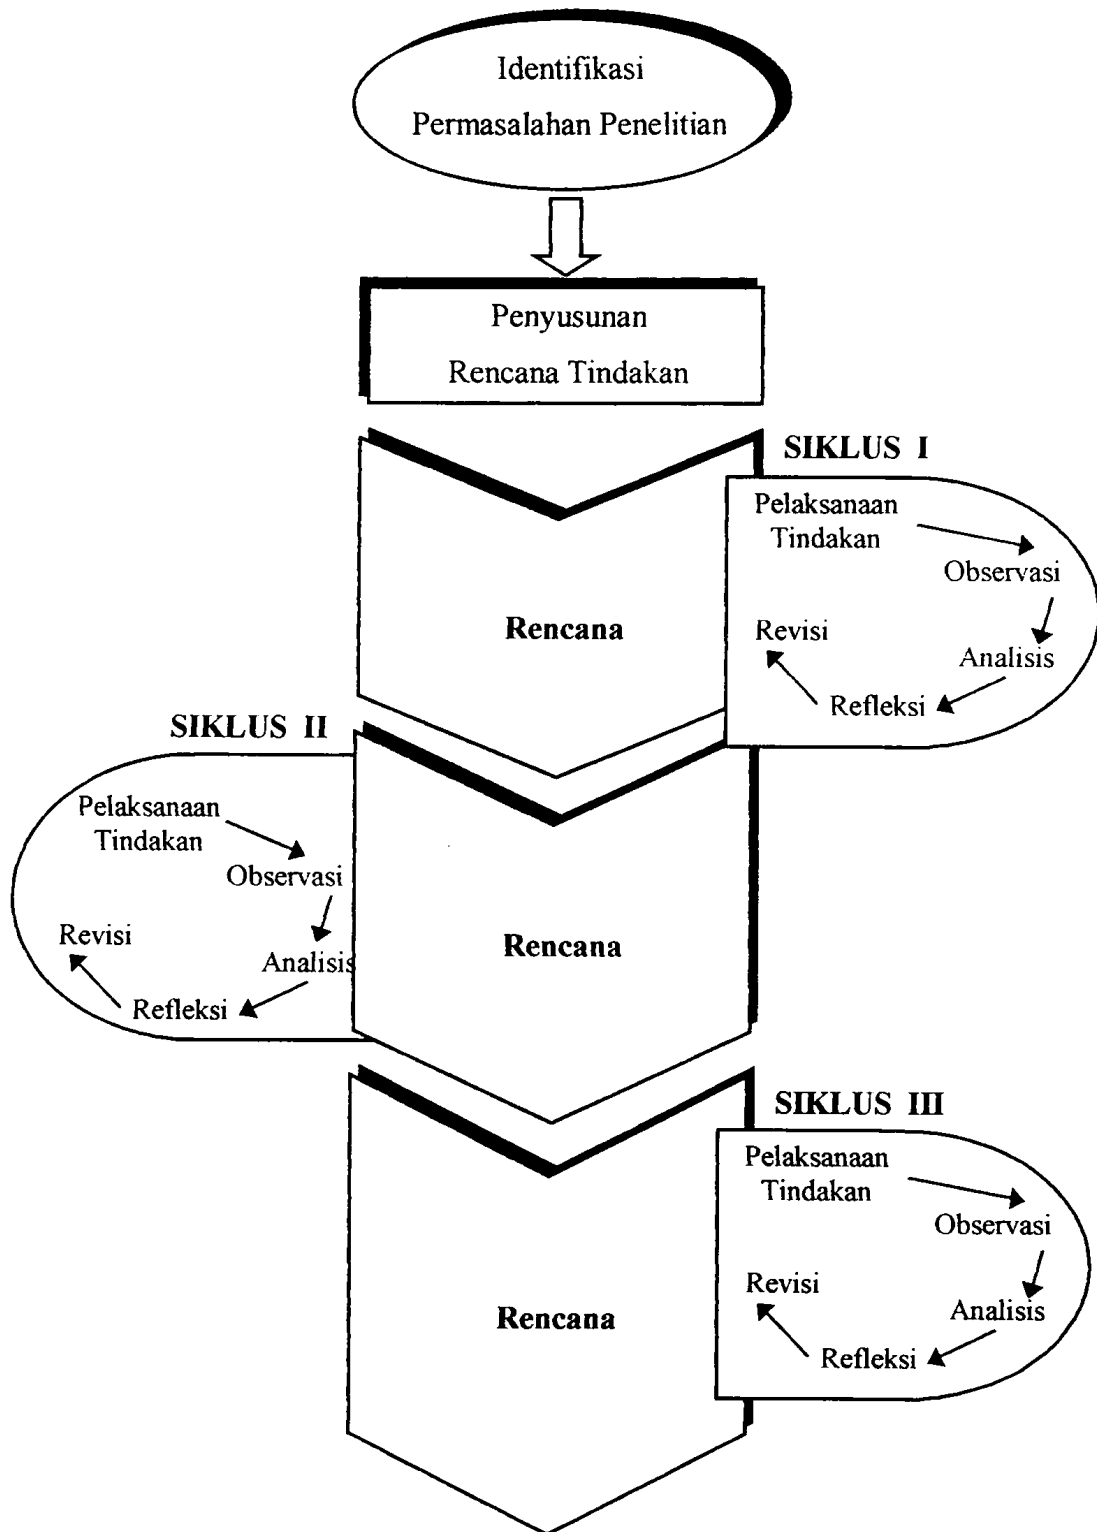 Identifikasi
Permasalahan Penelitian
Penyusunan
Rencana Tindakan
SIKLUS I
Pelaksanaan
Tindakan
Observasi
Rencana
Revisi
Analisis
Refleksi
SIKLUS II
Pelaksanaan
Tindakan
Observasi
Revisi
Rencana
Analisis
Refleksi
SIKLUS III
Pelaksanaan
Tindakan
Observasi
Revisi
Analisis
Rencana
Refleksi